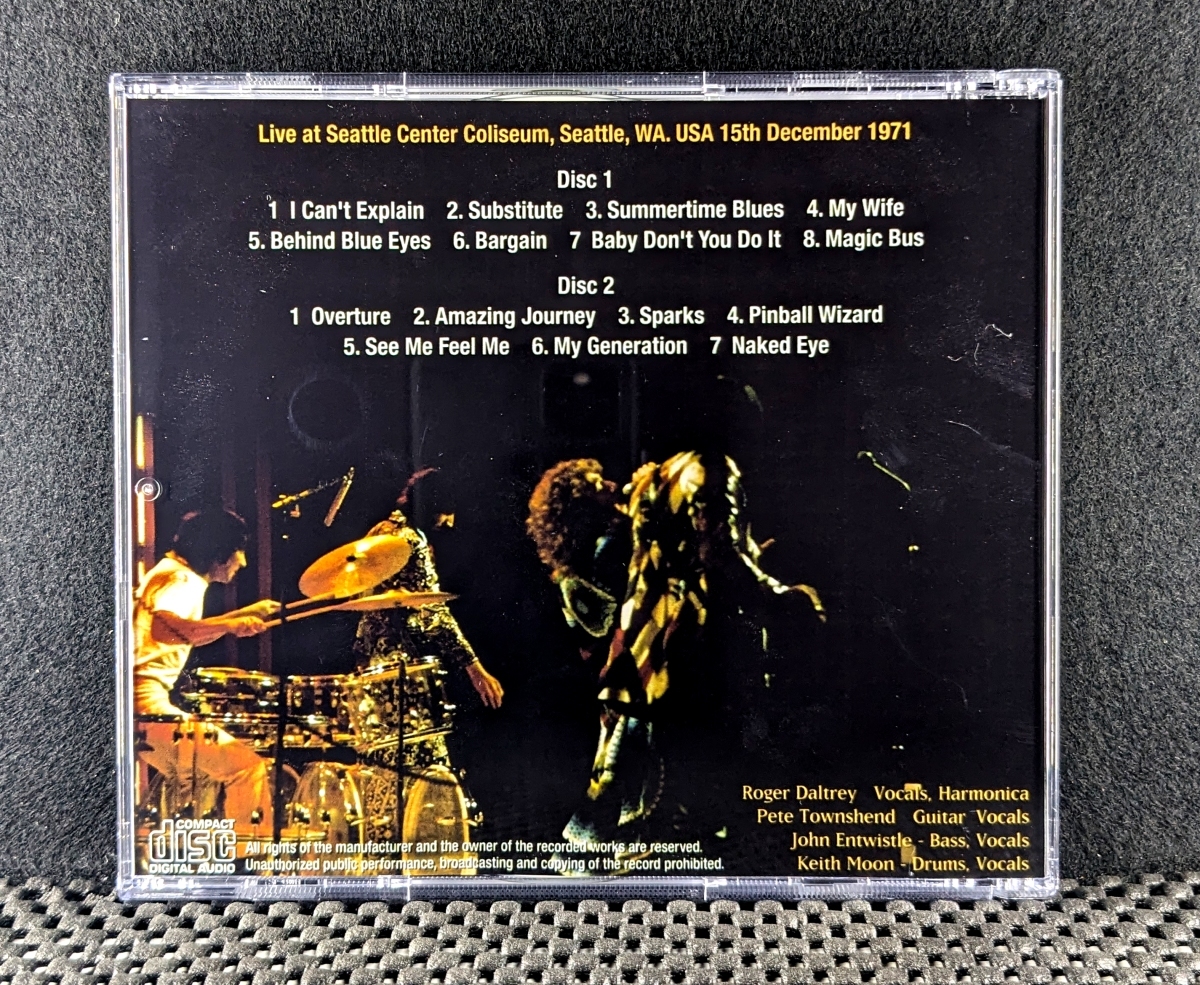 Live at Seattle Center Coliseum, Seattle, WA. USA 15th December 1971
Disc 1
1 I Can't Explain 2. Substitute 3. Summertime Blues 4. My Wife
5. Behind Blue Eyes 6. Bargain 7 Baby Don't You Do It 8. Magic Bus
Disc 2
1 Overture 2. Amazing Journey 3. Sparks 4. Pinball Wizard
5. See Me Feel Me 6. My Generation 7 Naked Eye
Roger Daltrey Vocals, Harmonica
Pete Townshend Guitar Vocals
John Entwistle - Bass, Vocals
Keith Moon - Drums, Vocals
COMPACT
disc
DIGITAL AUDIO
All rights of the manufacturer and the owner of the recorded works are reserved.
Unauthorized public performance, broadcasting and copying of the record prohibited.